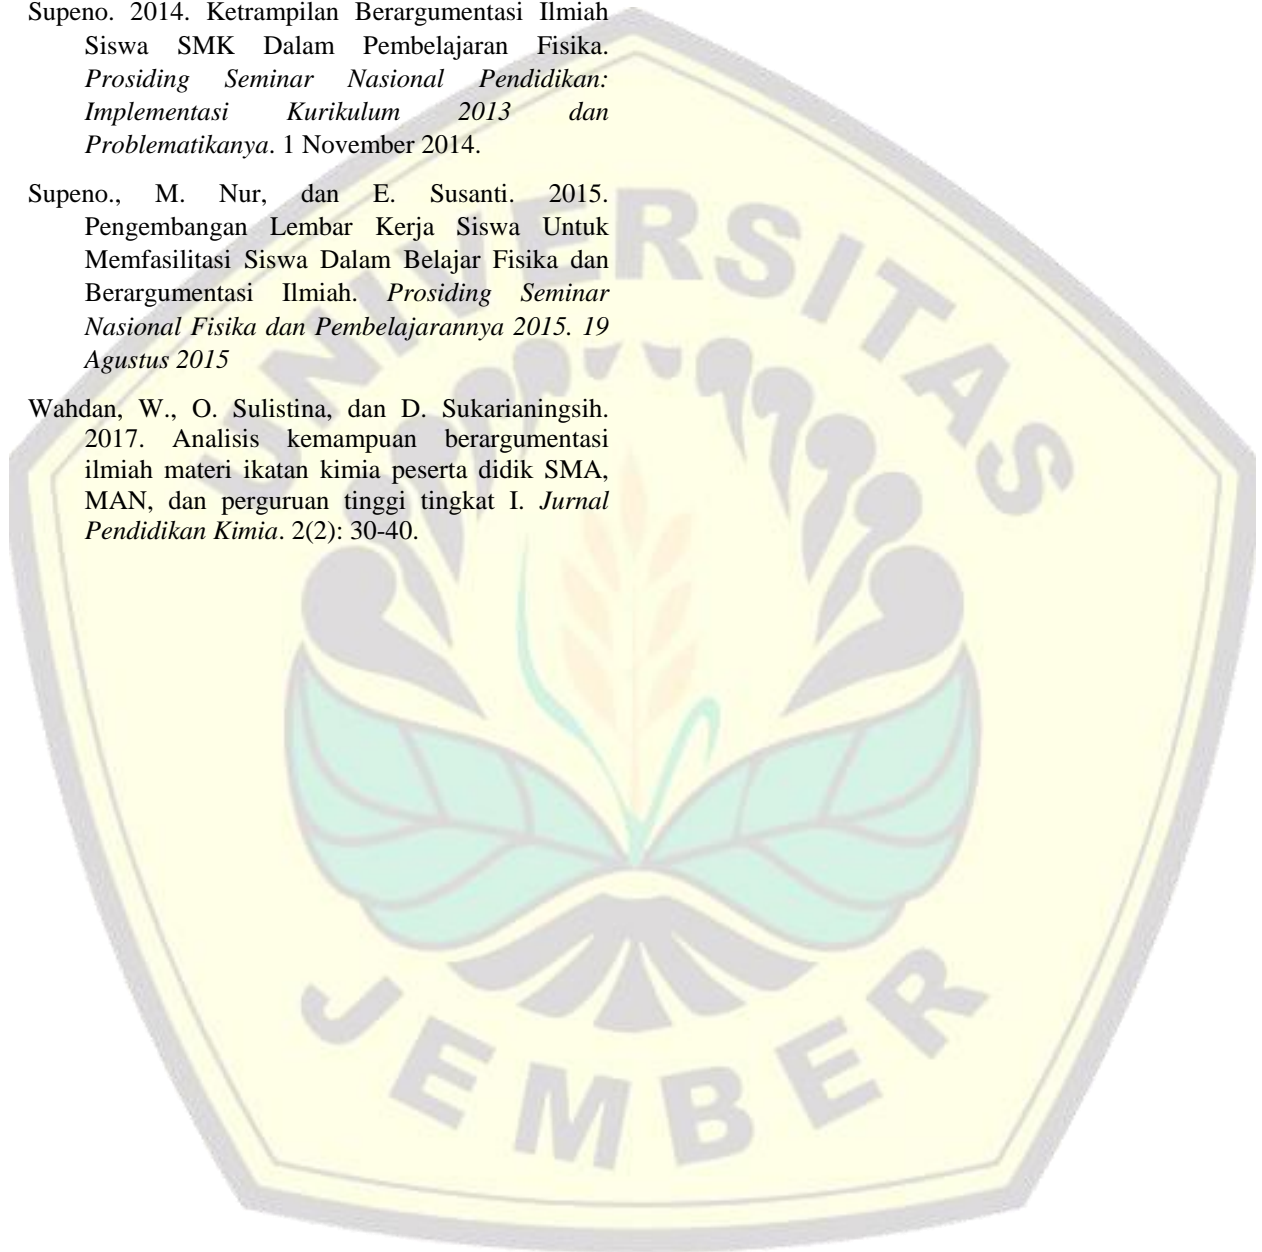 Supeno. 2014. Ketrampilan Berargumentasi Ilmiah
Siswa SMK Dalam Pembelajaran Fisika.
Prosiding Seminar Nasional Pendidikan:
Implementasi Kurikulum 2013 dan
Problematikanya. 1 November 2014.
Supeno., M. Nur, dan E. Susanti. 2015.
Pengembangan Lembar Kerja Siswa Untuk
Memfasilitasi Siswa Dalam Belajar Fisika dan
Berargumentasi Ilmiah. Prosiding Seminar
Nasional Fisika dan Pembelajarannya 2015. 19
Agustus 2015
Wahdan, W., O. Sulistina, dan D. Sukarianingsih.
2017. Analisis kemampuan berargumentasi
ilmiah materi ikatan kimia peserta didik SMA,
MAN, dan perguruan tinggi tingkat I. Jurnal
Pendidikan Kimia. 2(2): 30-40.
UNIVERSITAS
JEMBER